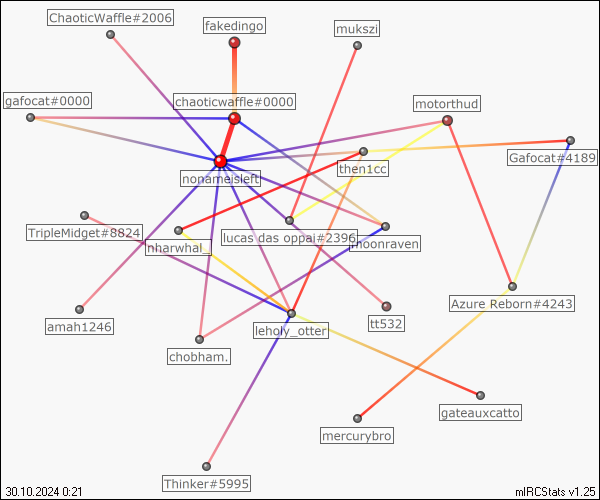 ChaoticWaffle#2006
fakedingo
mukszi
gafocat#0000
chaoticwaffle#0000
motorthud
Gafocat#4189
then1cc
nonameisleft
TripleMidget#8824
nharwhal_
lucas das oppai#2396
moonraven
Azure Reborn#4243
amah1246
leholy_otter
tt532
chobham.
gateauxcatto
mercurybro
Thinker#5995
30.10.2024 0:21
mIRCStats v1.25